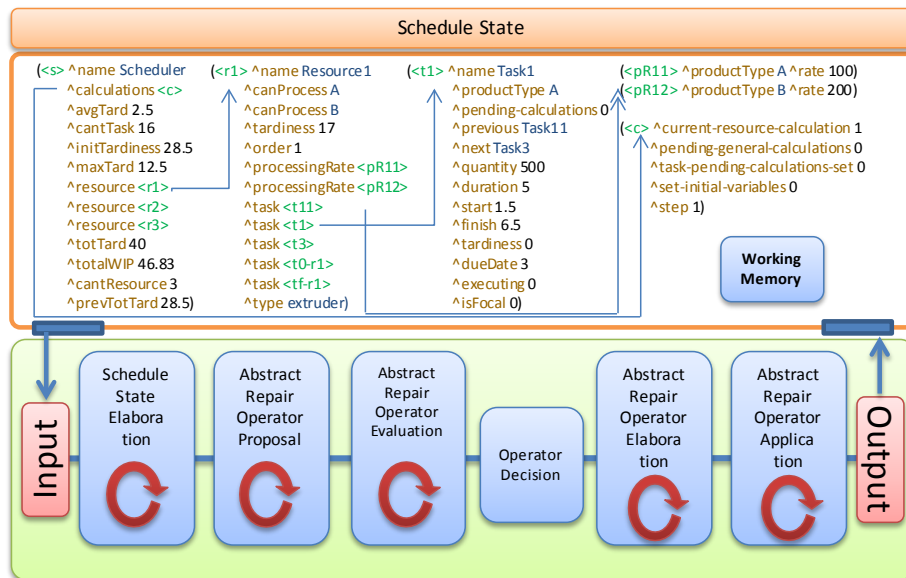 Schedule State
(<s> ^name Scheduler
^calculations <c>
^avgTard 2.5
^cantTask 16
^initTardiness 28.5
^maxTard 12.5
^resource <r1>
^resource <r2>
^resource <r3>
^totTard 40
^totalWIP 46.83
^cantResource 3
^prevTotTard 28.5)
(<r1> ^name Resource1
^canProcess A
^canProcess B
^tardiness 17
^order 1
^processingRate <pR11>
^processingRate <pR12>
^task <t11>
^task <t1>
^task <t3>
^task <t0-r1>
^task <tf-r1>
^type extruder)
(<t1> ^name Task1
^productType A
^pending-calculations 0
^previous Task11
^next Task3
^quantity 500
^duration 5
^start 1.5
^finish 6.5
^tardiness 0
^dueDate 3
^executing 0
^isFocal 0)
(<pR11> ^productType A ^rate 100)
(<pR12> ^productType B ^rate 200)
(<c> ^current-resource-calculation 1
^pending-general-calculations 0
^task-pending-calculations-set 0
^set-initial-variables 0
^step 1)
Working
Memory
Input
Schedule
State
Elabora
tion
Abstract
Repair
Operator
Proposal
Abstract
Repair
Operator
Evaluation
Operator
Decision
Abstract
Repair
Operator
Elabora
tion
Abstract
Repair
Operator
Applica
tion
Output